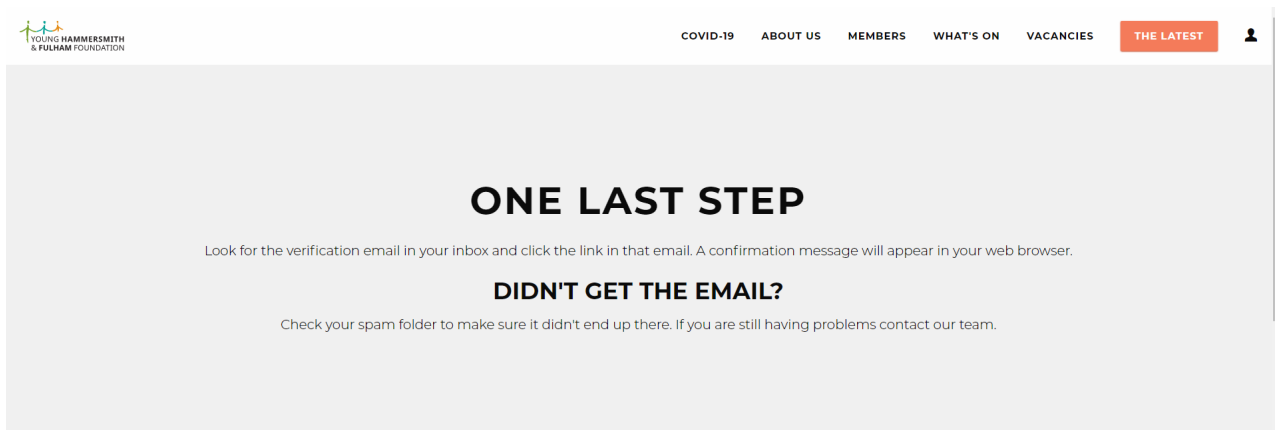 YOUNG HAMMERSMITH
& FULHAM FOUNDATION
COVID-19 ABOUT US MEMBERS WHAT'S ON VACANCIES THE LATEST
ONE LAST STEP
Look for the verification email in your inbox and click the link in that email. A confirmation message will appear in your web browser.
DIDN'T GET THE EMAIL?
Check your spam folder to make sure it didn't end up there. If you are still having problems contact our team.